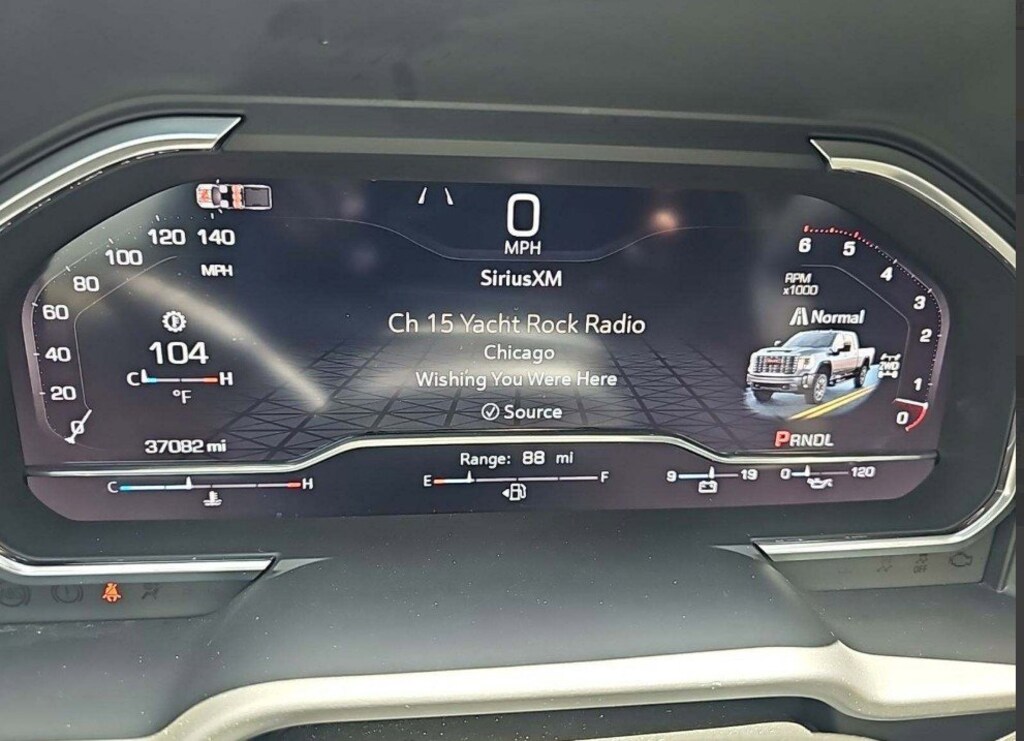 0
MPH
SiriusXM
Ch 15 Yacht Rock Radio
Chicago
Wishing You Were Here
Source
20
40
60
80
100
120
140
MPH
104
C H
°F
37082 mi
6
5
4
3
2
1
0
RPM
x1000
Normal
2WD
PRNDL
C H
Range: 88 mi
E F
9 19
0 120
OFF